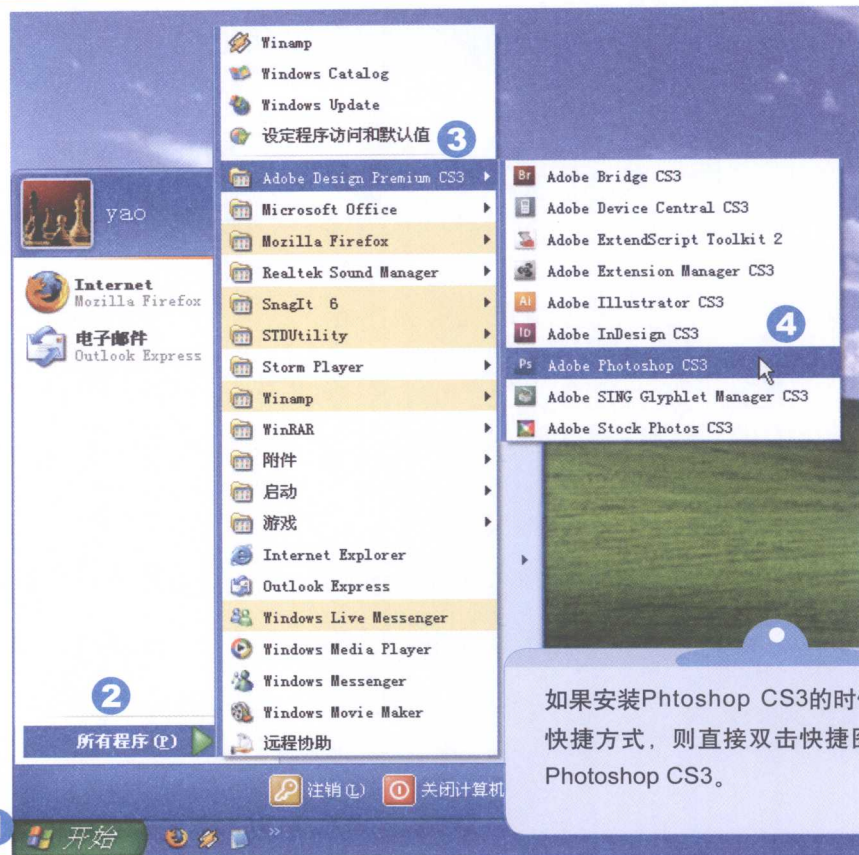 Winamp
Windows Catalog
Windows Update
设定程序访问和默认值
3
Adobe Design Premium CS3
Microsoft Office
Mozilla Firefox
Realtek Sound Manager
SnagIt 6
STDUtility
Storm Player
Winamp
WinRAR
附件
启动
游戏
Internet Explorer
Outlook Express
Windows Live Messenger
Windows Media Player
Windows Messenger
Windows Movie Maker
远程协助
Br Adobe Bridge CS3
Adobe Device Central CS3
Adobe ExtendScript Toolkit 2
Adobe Extension Manager CS3
Ai Adobe Illustrator CS3
Id Adobe InDesign CS3
4
Ps Adobe Photoshop CS3
Adobe SING Glyphlet Manager CS3
Adobe Stock Photos CS3
yao
Internet
Mozilla Firefox
电子邮件
Outlook Express
2
所有程序(P)
注销(L) 关闭计算机
开始
如果安装Phtoshop CS3的时
快捷方式，则直接双击快捷
Photoshop CS3。